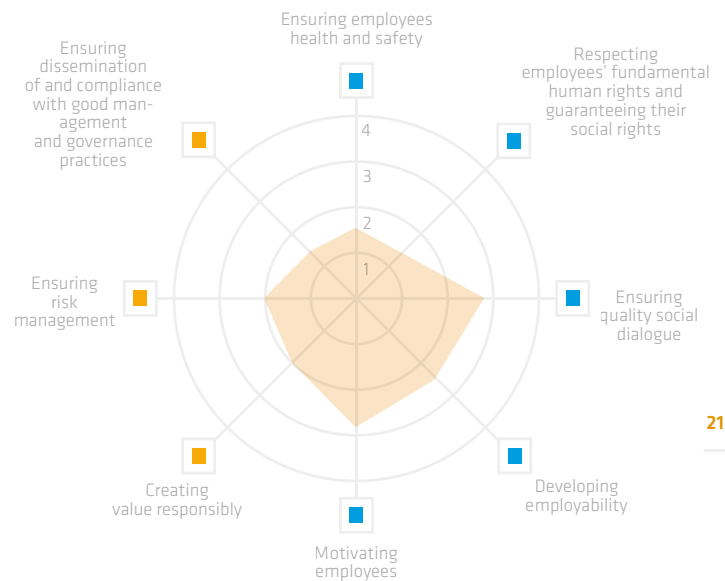 Ensuring employees
health and safety
Respecting
employees' fundamental
human rights and
guaranteeing their
social rights
Ensuring
quality social
dialogue
Developing
employability
Motivating
employees
Creating
value responsibly
Ensuring
risk
management
Ensuring
dissemination
of and compliance
with good man-
agement
and governance
practices
4
3
2
1
21